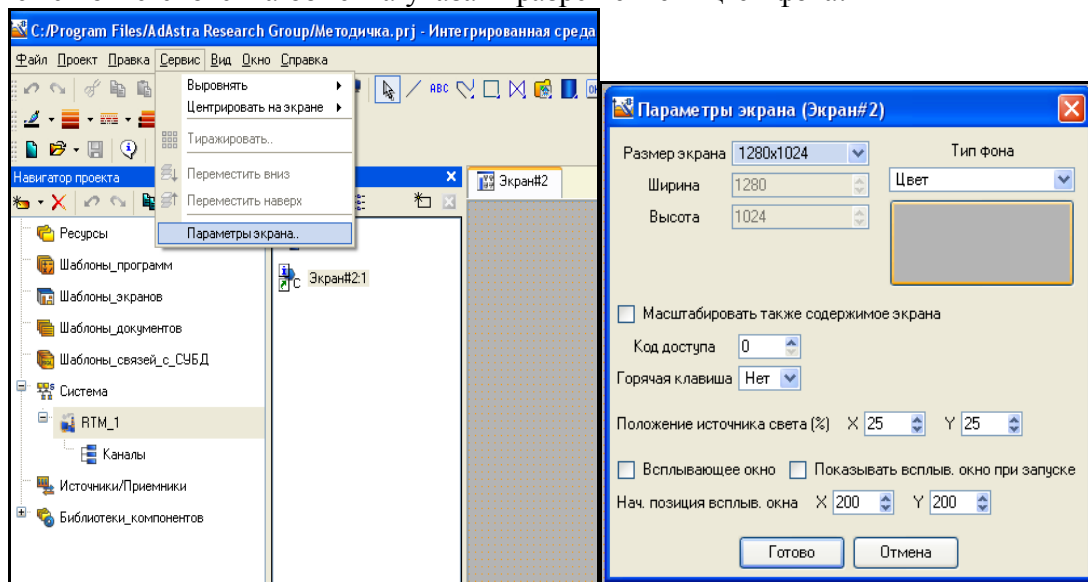 C:/Program Files/AdAstra Research Group/Методичка.prj - Интегрированная среда
Файл Проект Правка Сервис Вид Окно Справка
Выровнять
Центрировать на экране
ABC
Тиражировать..
Переместить вниз
Переместить наверх
Параметры экрана..
Навигатор проекта
Ресурсы
Шаблоны_программ
Шаблоны_экранов
Шаблоны_документов
Шаблоны_связей_с_СУБД
Система
RTM_1
Каналы
Источники/Приемники
Библиотеки_компонентов
C Экран#2:1
Экран#2
Параметры экрана (Экран#2)
Размер экрана 1280x1024
Тип фона
Ширина 1280
Цвет
Высота 1024
Масштабировать также содержимое экрана
Код доступа 0
Горячая клавиша Нет
Положение источника света (%) X 25 Y 25
Всплывающее окно Показывать всплыв. окно при запуске
Нач. позиция всплыв. окна X 200 Y 200
Готово Отмена